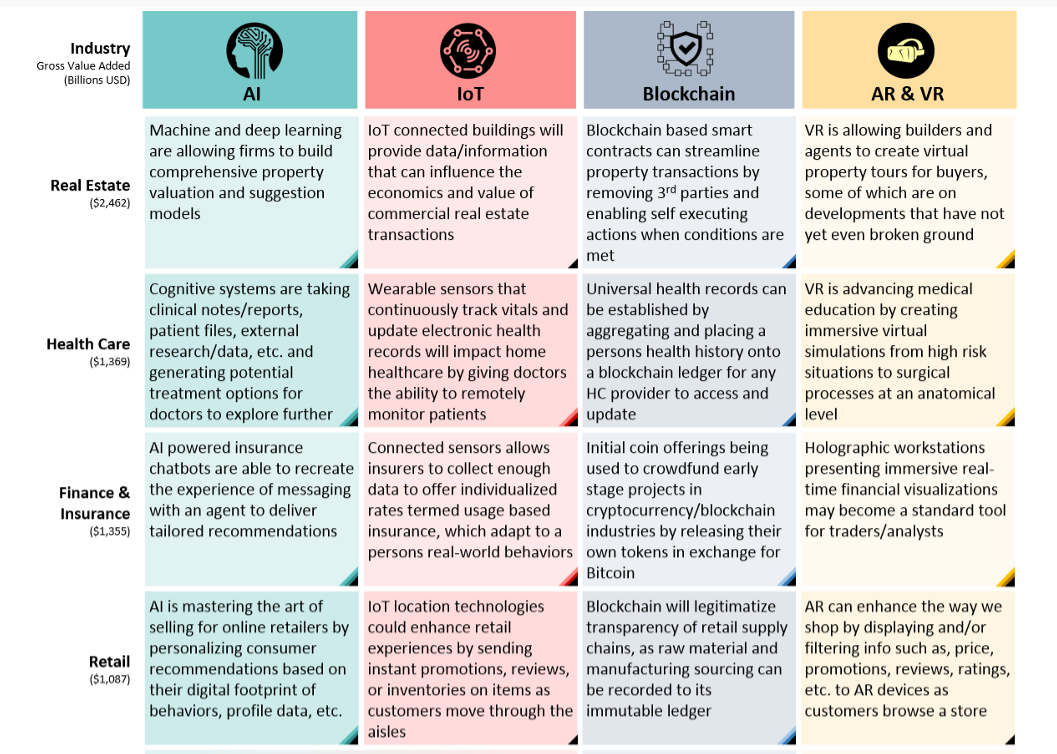 Industry
Gross Value Added
(Billions USD)
AI
IoT
Blockchain
AR & VR
Real Estate
($2,462)
Machine and deep learning
are allowing firms to build
comprehensive property
valuation and suggestion
models
IoT connected buildings will
provide data/information
that can influence the
economics and value of
commercial real estate
transactions
Blockchain based smart
contracts can streamline
property transactions by
removing 3rd parties and
enabling self executing
actions when conditions are
met
VR is allowing builders and
agents to create virtual
property tours for buyers,
some of which are on
developments that have not
yet even broken ground
Health Care
($1,369)
Cognitive systems are taking
clinical notes/reports,
patient files, external
research/data, etc. and
generating potential
treatment options for
doctors to explore further
Wearable sensors that
continuously track vitals and
update electronic health
records will impact home
healthcare by giving doctors
the ability to remotely
monitor patients
Universal health records can
be established by
aggregating and placing a
persons health history onto
a blockchain ledger for any
HC provider to access and
update
VR is advancing medical
education by creating
immersive virtual
simulations from high risk
situations to surgical
processes at an anatomical
level
Finance &
Insurance
($1,355)
AI powered insurance
chatbots are able to recreate
the experience of messaging
with an agent to deliver
tailored recommendations
Connected sensors allows
insurers to collect enough
data to offer individualized
rates termed usage based
insurance, which adapt to a
persons real-world behaviors
Initial coin offerings being
used to crowdfund early
stage projects in
cryptocurrency/blockchain
industries by releasing their
own tokens in exchange for
Bitcoin
Holographic workstations
presenting immersive real-
time financial visualizations
may become a standard tool
for traders/analysts
Retail
($1,087)
AI is mastering the art of
selling for online retailers by
personalizing consumer
recommendations based on
their digital footprint of
behaviors, profile data, etc.
IoT location technologies
could enhance retail
experiences by sending
instant promotions, reviews,
or inventories on items as
customers move through the
aisles
Blockchain will legitimatize
transparency of retail supply
chains, as raw material and
manufacturing sourcing can
be recorded to its
immutable ledger
AR can enhance the way we
shop by displaying and/or
filtering info such as, price,
promotions, reviews, ratings,
etc. to AR devices as
customers browse a store